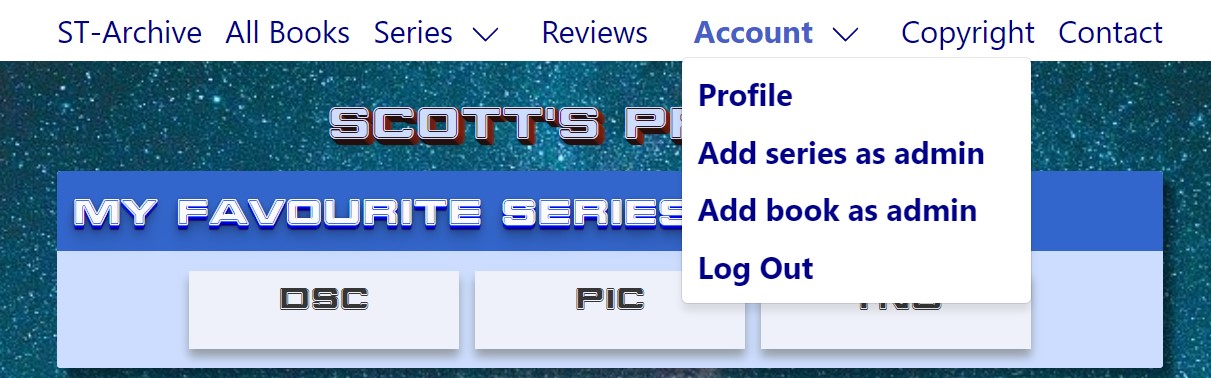 ST-Archive All Books Series Reviews Account Copyright Contact
Profile
Add series as admin
Add book as admin
Log Out
SCOTT'S
MY FAVOURITE SERIES
DSC PIC